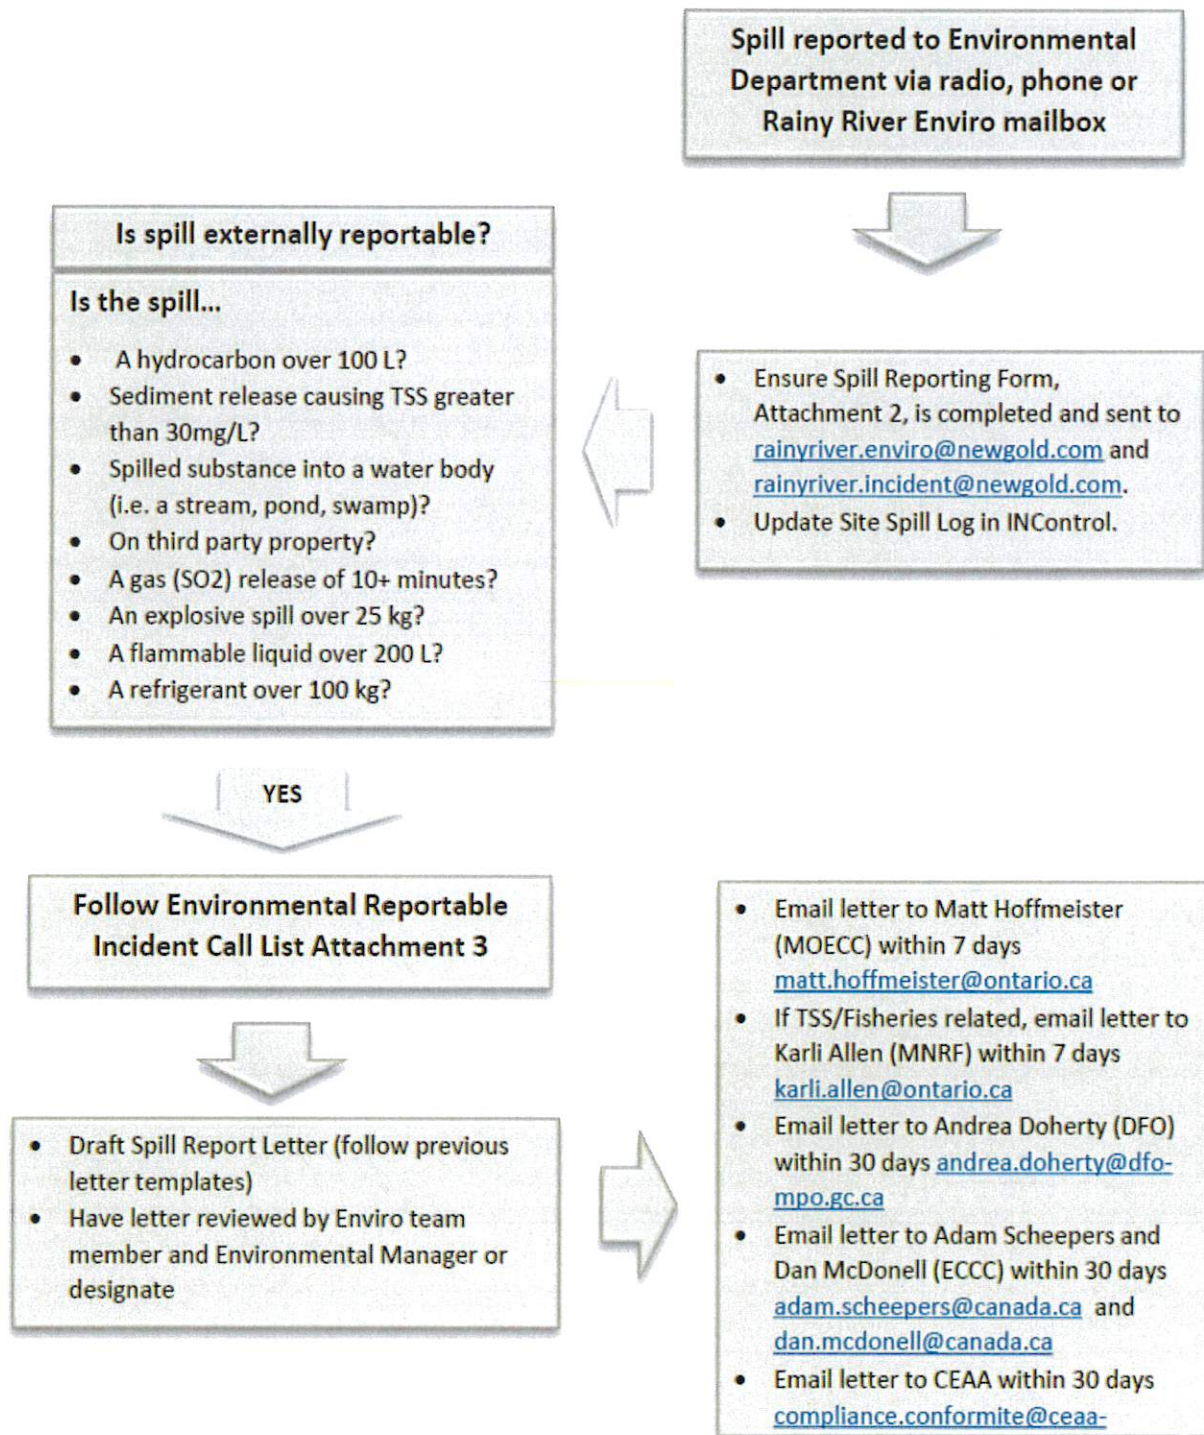 Spill reported to Environmental
Department via radio, phone or
Rainy River Enviro mailbox
• Ensure Spill Reporting Form,
Attachment 2, is completed and sent to
rainyriver.enviro@newgold.com and
rainyriver.incident@newgold.com.
• Update Site Spill Log in INControl.
Is spill externally reportable?
Is the spill...
• A hydrocarbon over 100 L?
• Sediment release causing TSS greater
than 30mg/L?
• Spilled substance into a water body
(i.e. a stream, pond, swamp)?
• On third party property?
• A gas (SO2) release of 10+ minutes?
• An explosive spill over 25 kg?
• A flammable liquid over 200 L?
• A refrigerant over 100 kg?
YES
Follow Environmental Reportable
Incident Call List Attachment 3
• Draft Spill Report Letter (follow previous
letter templates)
• Have letter reviewed by Enviro team
member and Environmental Manager or
designate
• Email letter to Matt Hoffmeister
(MOECC) within 7 days
matt.hoffmeister@ontario.ca
• If TSS/Fisheries related, email letter to
Karli Allen (MNRF) within 7 days
karli.allen@ontario.ca
• Email letter to Andrea Doherty (DFO)
within 30 days andrea.doherty@dfo-
mpo.gc.ca
• Email letter to Adam Scheepers and
Dan McDonell (ECCC) within 30 days
adam.scheepers@canada.ca and
dan.mcdonell@canada.ca
• Email letter to CEAA within 30 days
compliance.conformite@ceaa-